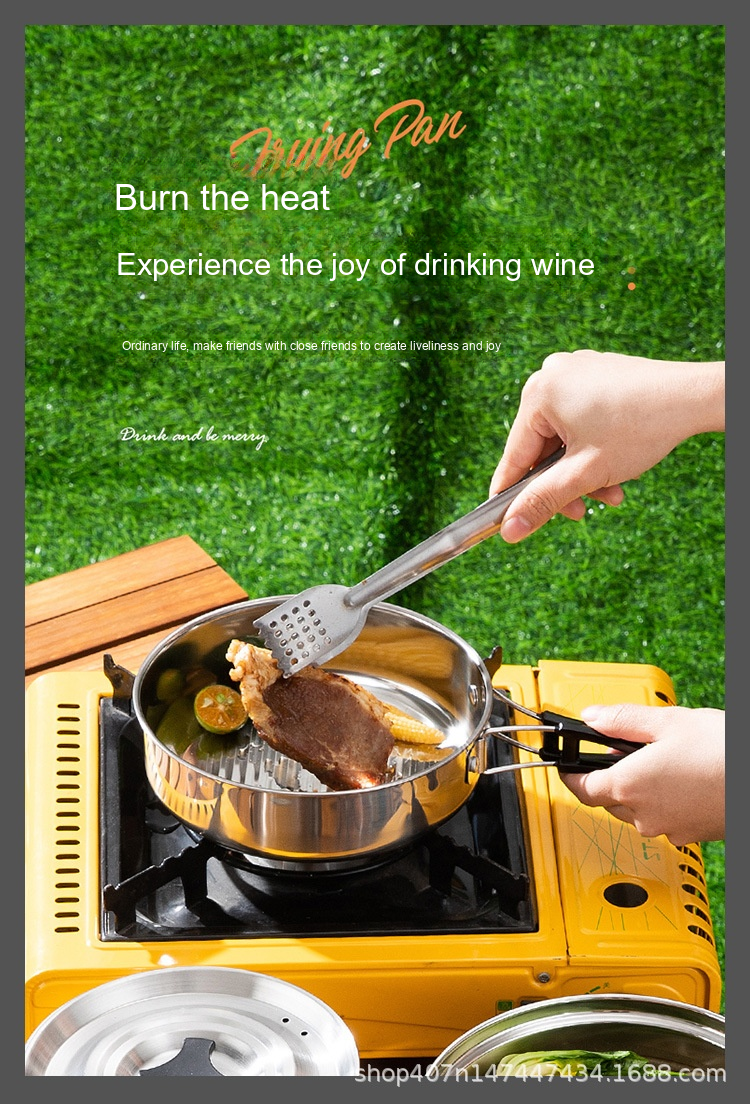 Pan
Burn the heat
Experience the joy of drinking wine
Ordinary life, make friends with close friends to create liveliness and joy
Drink and be merry,
shop407n147447434.1688.com